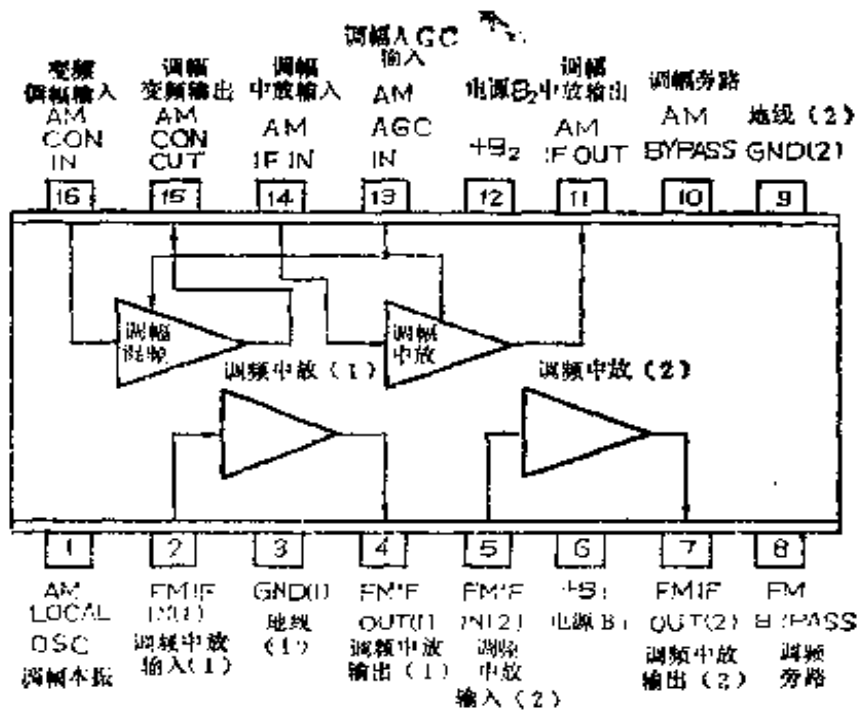 变频
调幅输入
AM
CON
IN
16
调幅
变频输出
AM
CON
CUT
15
调幅
中放输入
AM
IF IN
14
调幅AGC
输入
AM
AGC
IN
13
电源B₂
+B₂
12
调幅
中放输出
AM
IF OUT
11
调幅旁路
AM
BYPASS
10
地线(2)
GND(2)
9
调幅
混频
调幅
中放
调频中放(1)
调频中放(2)
1
AM
LOCAL
OSC
调幅本振
2
FM IF
IN(1)
调频中放
输入(1)
3
GND(1)
地线
(1)
4
FM IF
OUT(1)
调频中放
输出(1)
5
FM IF
IN(2)
调频
中放
输入(2)
6
+B₁
电源B₁
7
FM IF
OUT(2)
调频中放
输出(2)
8
FM
BYPASS
调频
旁路